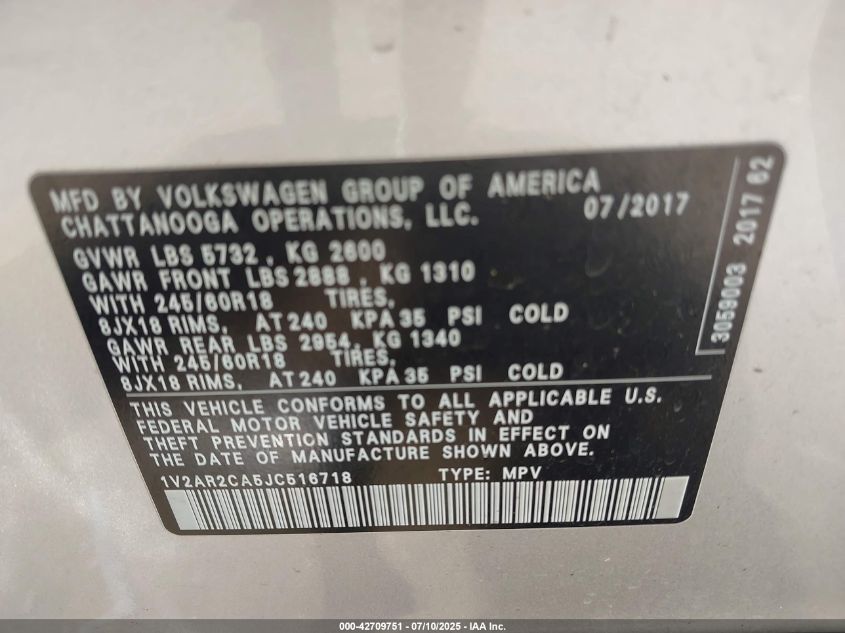 MFD BY VOLKSWAGEN GROUP OF AMERICA
CHATTANOOGA OPERATIONS, LLC. 07/2017
GVWR LBS 5732 , KG 2600
GAWR FRONT LBS 2888 , KG 1310
WITH 245/60R18 TIRES,
8JX18 RIMS, AT 240 KPA 35 PSI COLD
GAWR REAR LBS 2954, KG 1340
WITH 245/60R18 TIRES,
8JX18 RIMS, AT 240 KPA 35 PSI COLD
THIS VEHICLE CONFORMS TO ALL APPLICABLE U.S.
FEDERAL MOTOR VEHICLE SAFETY AND
THEFT PREVENTION STANDARDS IN EFFECT ON
THE DATE OF MANUFACTURE SHOWN ABOVE.
1V2AR2CA5JC516718 TYPE: MPV
3059003 2017 62
000-42709751 - 07/10/2025 - IAA Inc.